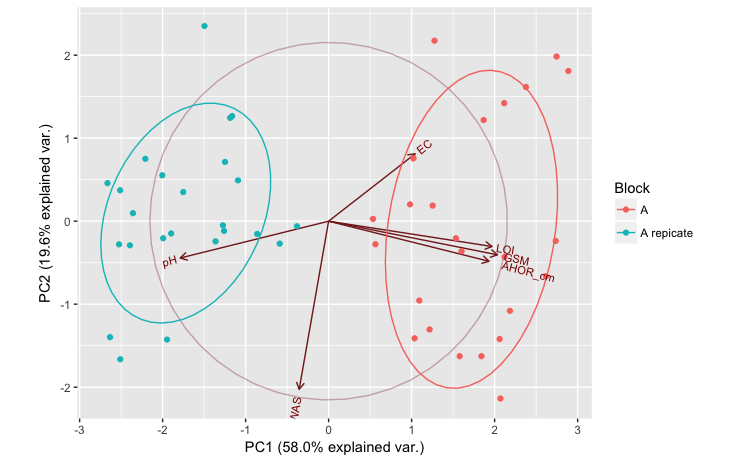 2
1
0
-1
-2
PC2 (19.6% explained var.)
EC
LOI
GSM
AHOR_cm
pH
WAS
-3
-2
-1
0
1
2
3
PC1 (58.0% explained var.)
Block
A
A repicate